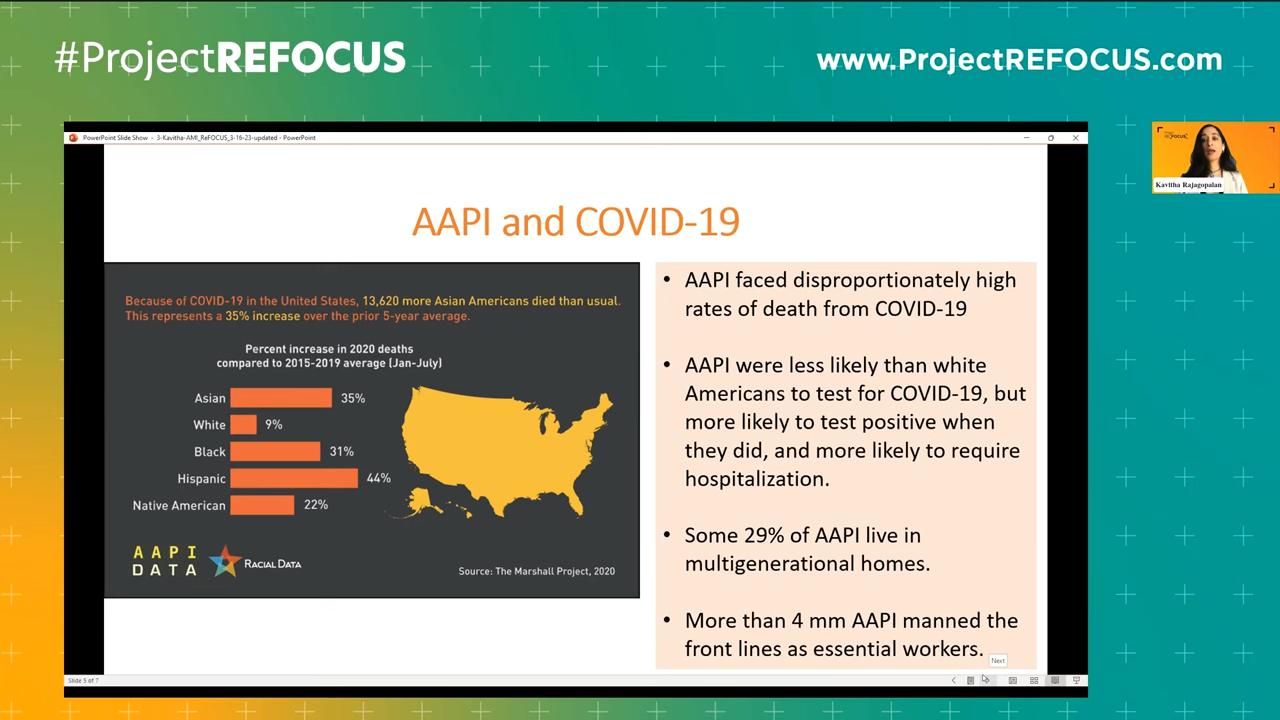 #ProjectREFOCUS
www.ProjectREFOCUS.com
PowerPoint Slide Show - 3-Kavitha-AMI_ReFOCUS_3-16-23-updated - PowerPoint
Kavitha Rajagopalan
AAPI and COVID-19
Because of COVID-19 in the United States, 13,620 more Asian Americans died than usual.
This represents a 35% increase over the prior 5-year average.
Percent increase in 2020 deaths
compared to 2015-2019 average (Jan-July)
Asian 35%
White 9%
Black 31%
Hispanic 44%
Native American 22%
AAPI
DATA
RACIAL DATA
Source: The Marshall Project, 2020
• AAPI faced disproportionately high
rates of death from COVID-19
• AAPI were less likely than white
Americans to test for COVID-19, but
more likely to test positive when
they did, and more likely to require
hospitalization.
• Some 29% of AAPI live in
multigenerational homes.
• More than 4 mm AAPI manned the
front lines as essential workers.
Next
Slide 5 of 7